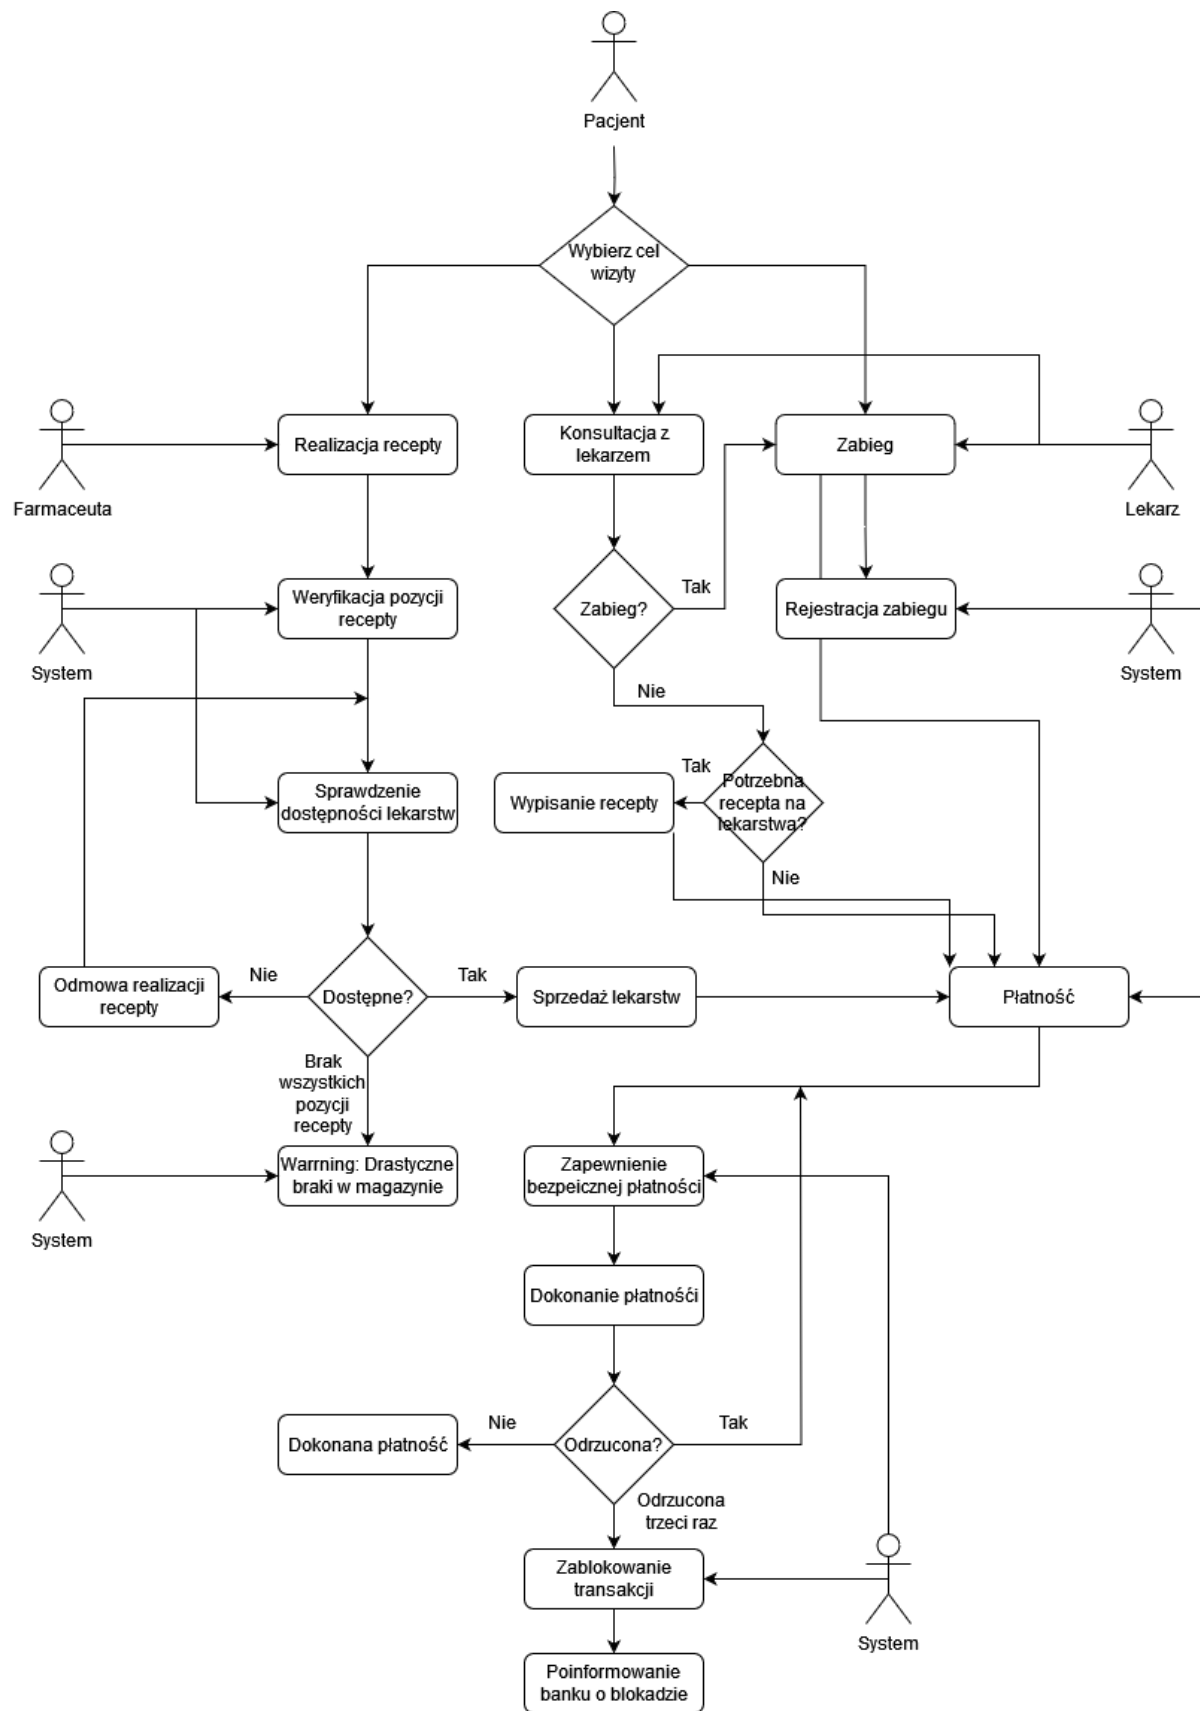 Pacjent
Wybierz cel
wizyty
Farmaceuta
Realizacja recepty
Konsultacja z
lekarzem
Zabieg
Lekarz
System
Weryfikacja pozycji
recepty
Zabieg?
Tak
Rejestracja zabiegu
System
Nie
Sprawdzenie
dostępności lekarstw
Wypisanie recepty
Tak
Potrzebna
recepta na
lekarstwa?
Nie
Odmowa realizacji
recepty
Nie
Dostępne?
Tak
Sprzedaż lekarstw
Płatność
Brak
wszystkich
pozycji
recepty
System
Warrning: Drastyczne
braki w magazynie
Zapewnienie
bezpeicznej płatności
Dokonanie płatnośći
Dokonana płatność
Nie
Odrzucona?
Tak
Odrzucona
trzeci raz
Zablokowanie
transakcji
System
Poinformowanie
banku o blokadzie